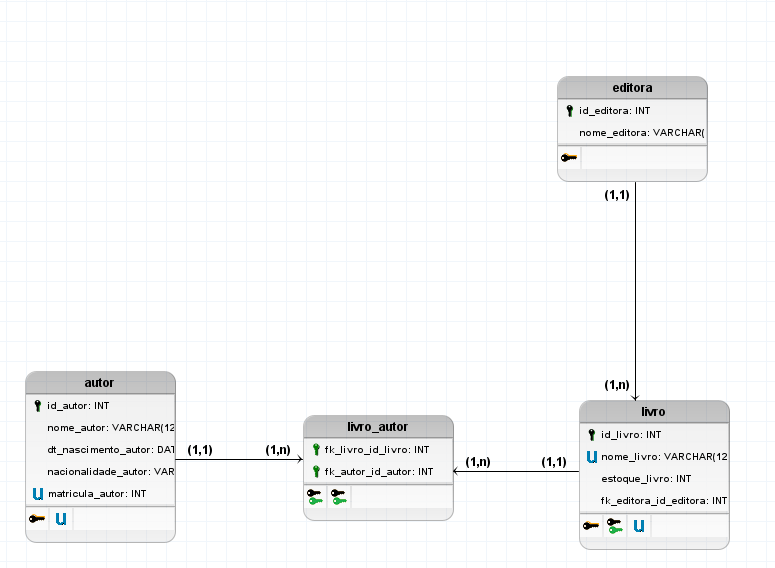 editora
id_editora: INT
nome_editora: VARCHAR(
(1,1)
(1,n)
autor
id_autor: INT
nome_autor: VARCHAR(12
dt_nascimento_autor: DAT
nacionalidade_autor: VAR
U matricula_autor: INT
U
(1,1)
(1,n)
livro_autor
fk_livro_id_livro: INT
fk_autor_id_autor: INT
(1,n)
(1,1)
livro
id_livro: INT
U nome_livro: VARCHAR(12
estoque_livro: INT
fk_editora_id_editora: INT
U